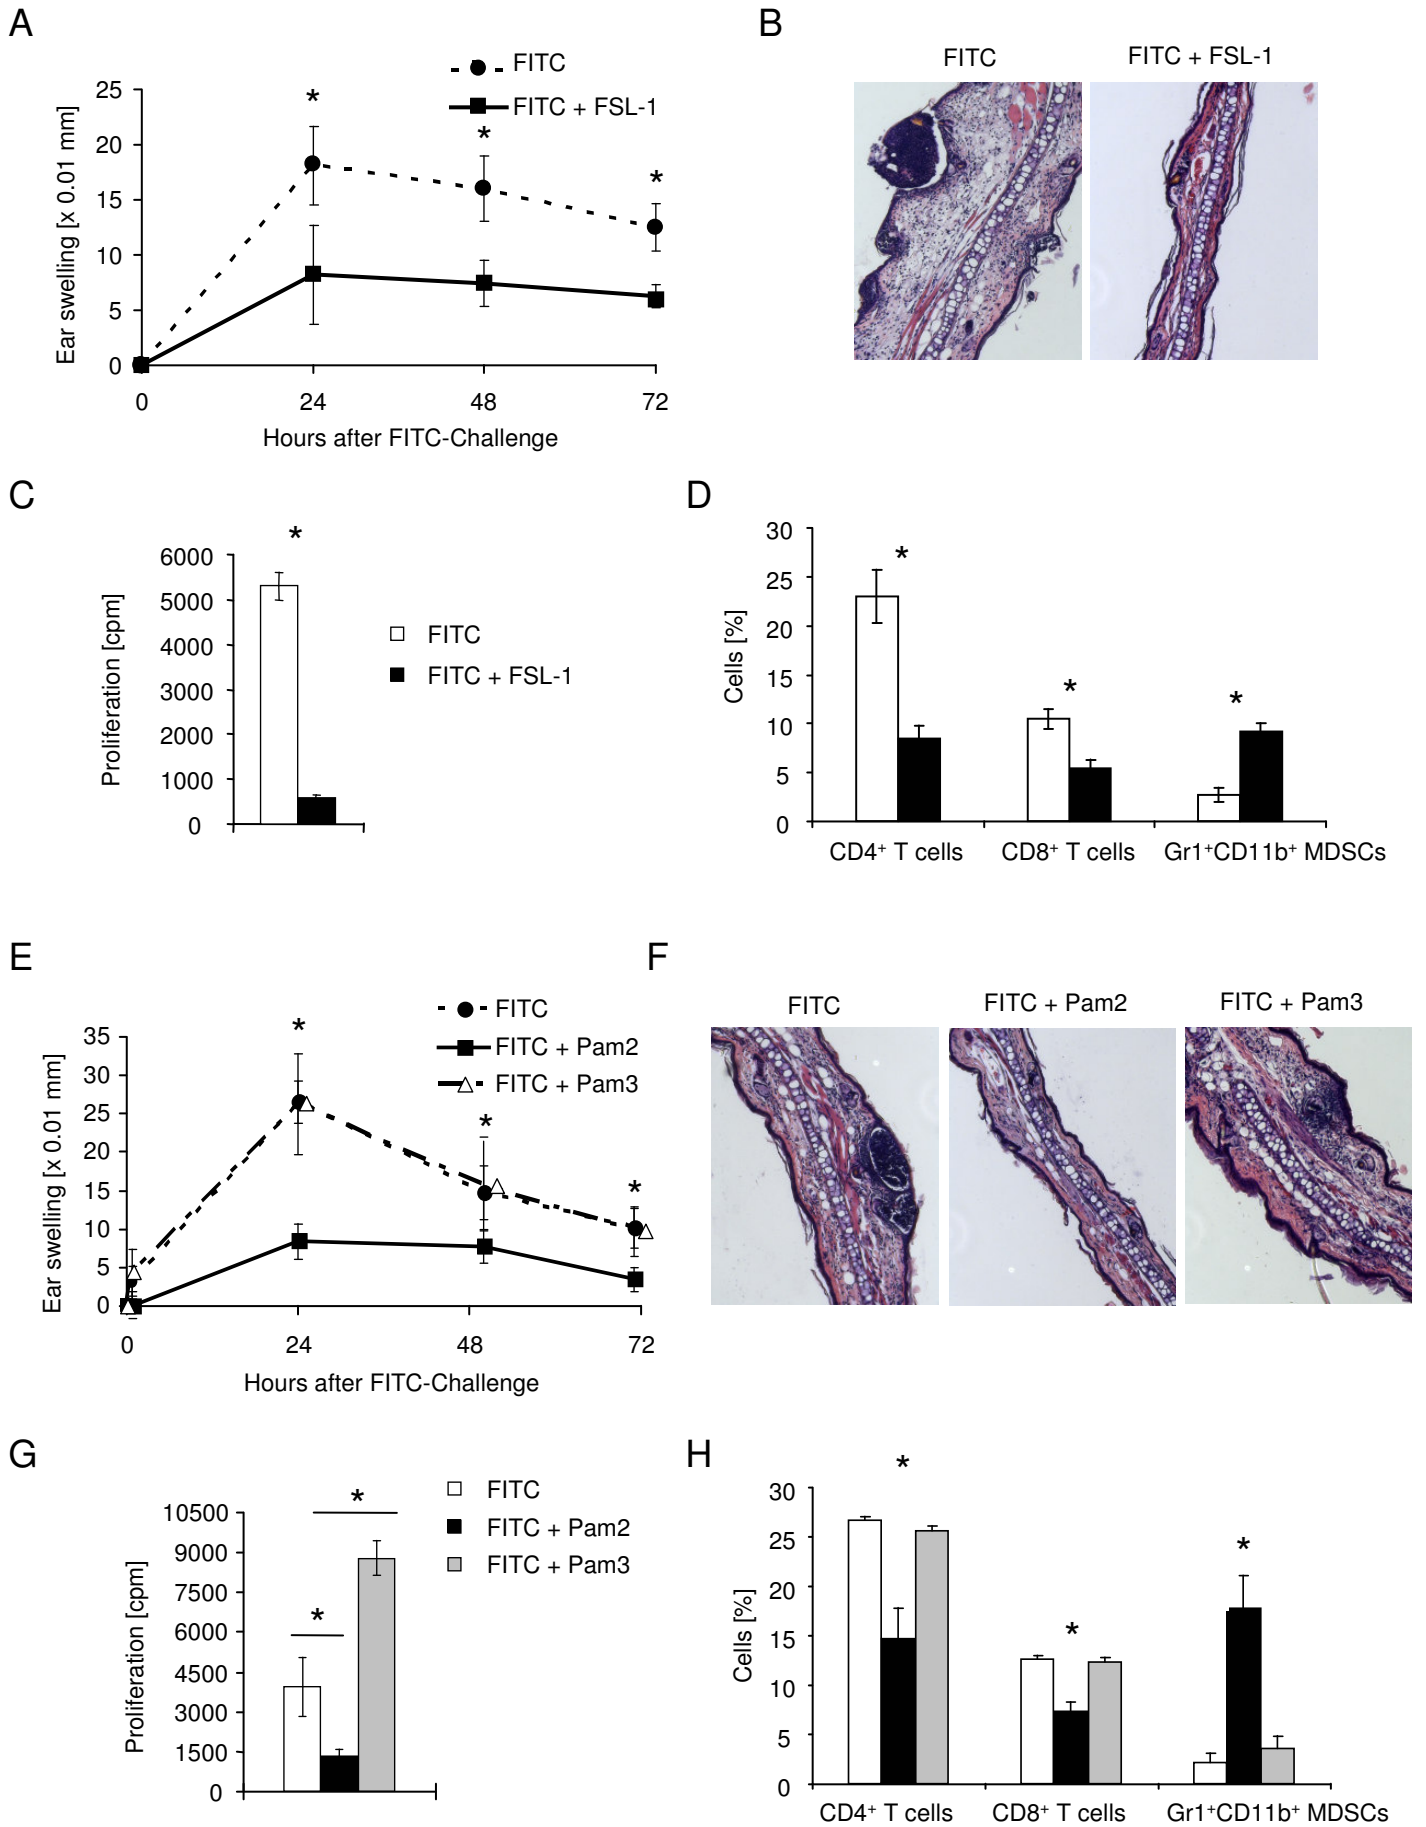 A
FITC
FITC + FSL-1
25
20
15
10
5
0
Ear swelling [x 0.01 mm]
*
*
*
0 24 48 72
Hours after FITC-Challenge
B
FITC FITC + FSL-1
C
*
6000
5000
4000
3000
2000
1000
0
Proliferation [cpm]
FITC
FITC + FSL-1
D
30
25
20
15
10
5
0
Cells [%]
*
*
*
CD4⁺ T cells CD8⁺ T cells Gr1⁺CD11b⁺ MDSCs
E
FITC
FITC + Pam2
FITC + Pam3
35
30
25
20
15
10
5
0
Ear swelling [x 0.01 mm]
*
*
*
0 24 48 72
Hours after FITC-Challenge
F
FITC FITC + Pam2 FITC + Pam3
G
FITC
FITC + Pam2
FITC + Pam3
10500
9000
7500
6000
4500
3000
1500
0
Proliferation [cpm]
*
*
H
30
25
20
15
10
5
0
Cells [%]
*
*
*
CD4⁺ T cells CD8⁺ T cells Gr1⁺CD11b⁺ MDSCs